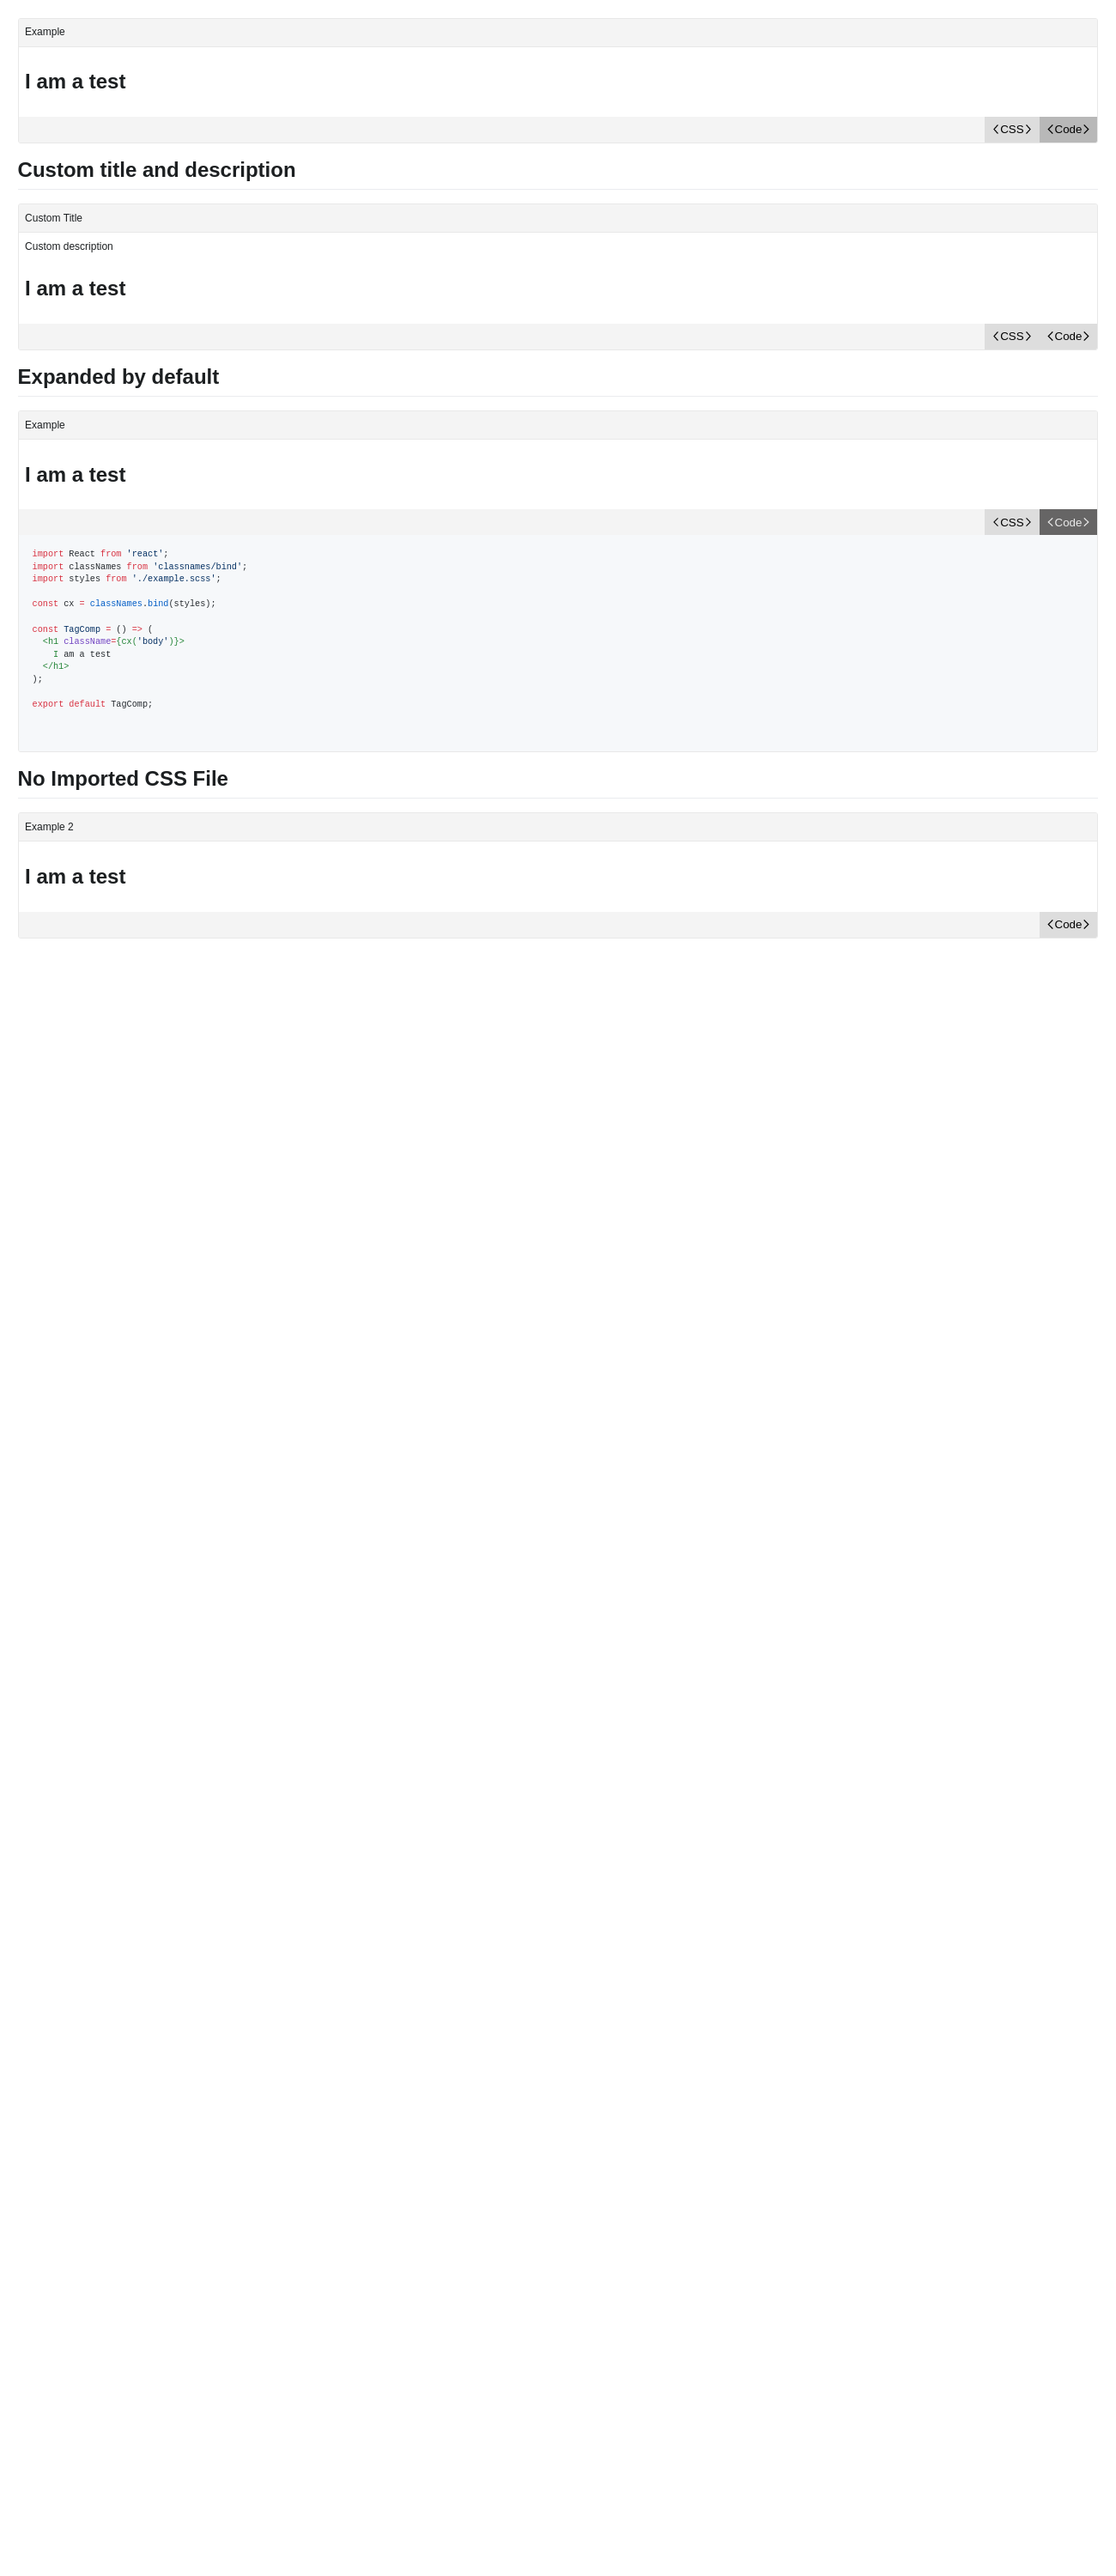 Example
I am a test
<CSS> <Code>
Custom title and description
Custom Title
Custom description
I am a test
<CSS> <Code>
Expanded by default
Example
I am a test
<CSS> <Code>
import React from 'react';
import classNames from 'classnames/bind';
import styles from './example.scss';
const cx = classNames.bind(styles);
const TagComp = () => (
  <h1 className={cx('body')}>
    I am a test
  </h1>
);
export default TagComp;
No Imported CSS File
Example 2
I am a test
<Code>